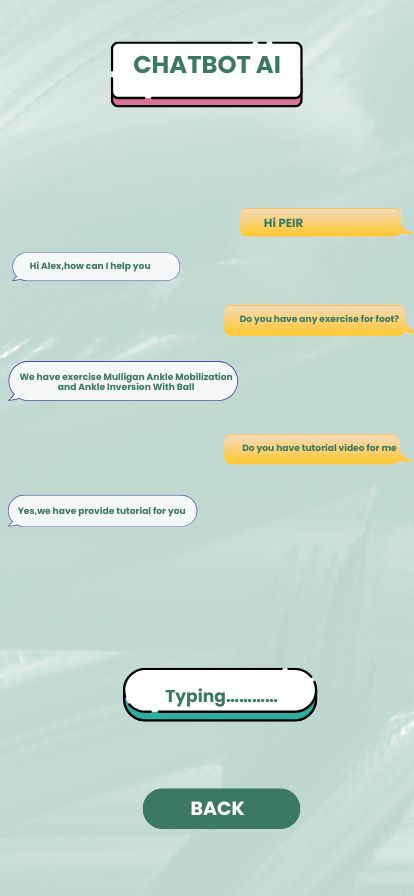 CHATBOT AI
Hi PEIR
Hi Alex,how can I help you
Do you have any exercise for foot?
We have exercise Mulligan Ankle Mobilization
and Ankle Inversion With Ball
Do you have tutorial video for me
Yes,we have provide tutorial for you
Typing............
BACK